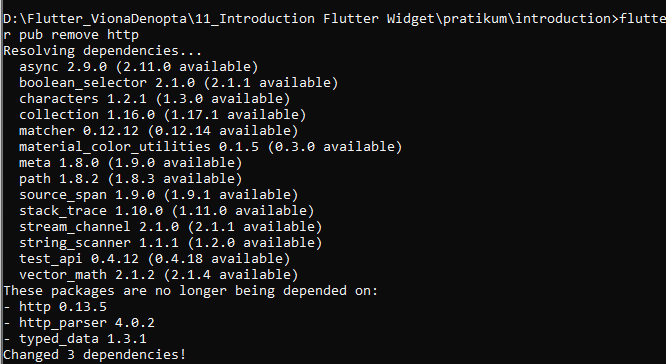 D:\Flutter_VionaDenopta\11_Introduction Flutter Widget\pratikum\introduction>flutte
r pub remove http
Resolving dependencies...
  async 2.9.0 (2.11.0 available)
  boolean_selector 2.1.0 (2.1.1 available)
  characters 1.2.1 (1.3.0 available)
  collection 1.16.0 (1.17.1 available)
  matcher 0.12.12 (0.12.14 available)
  material_color_utilities 0.1.5 (0.3.0 available)
  meta 1.8.0 (1.9.0 available)
  path 1.8.2 (1.8.3 available)
  source_span 1.9.0 (1.9.1 available)
  stack_trace 1.10.0 (1.11.0 available)
  stream_channel 2.1.0 (2.1.1 available)
  string_scanner 1.1.1 (1.2.0 available)
  test_api 0.4.12 (0.4.18 available)
  vector_math 2.1.2 (2.1.4 available)
These packages are no longer being depended on:
- http 0.13.5
- http_parser 4.0.2
- typed_data 1.3.1
Changed 3 dependencies!